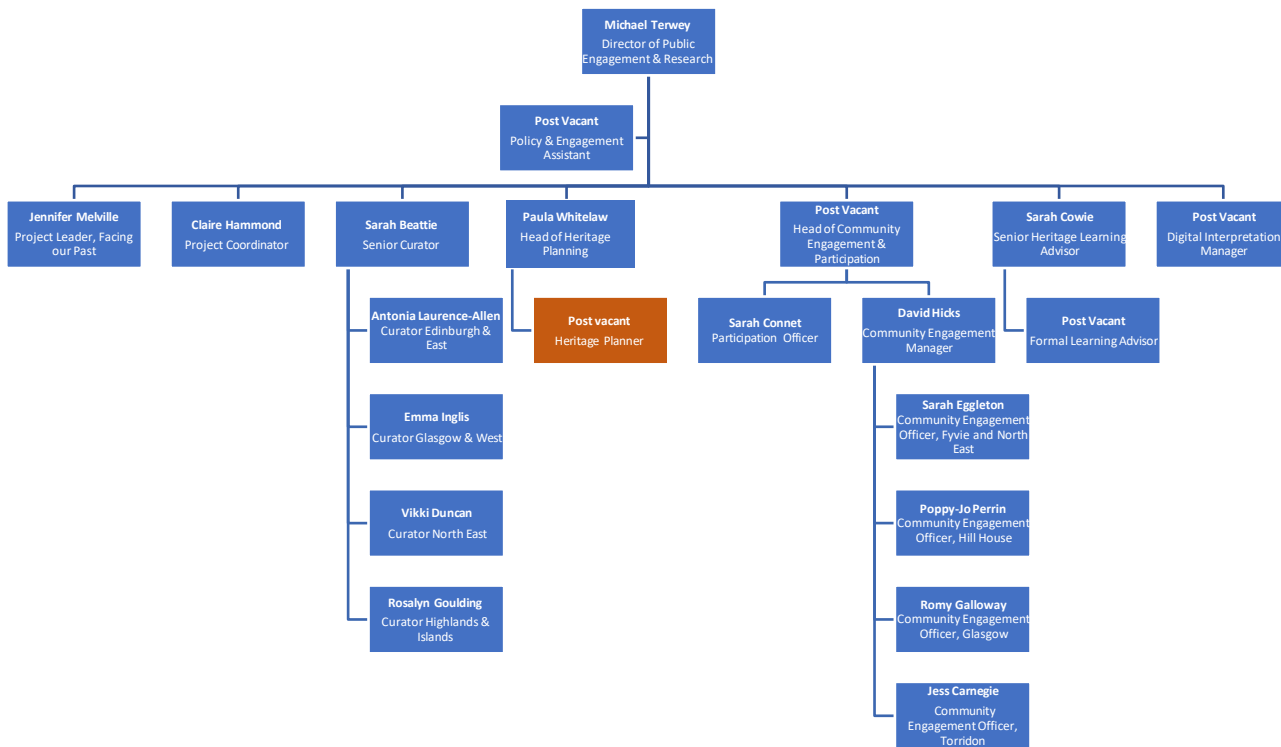 Michael Terwey
Director of Public
Engagement & Research
Post Vacant
Policy & Engagement
Assistant
Jennifer Melville
Project Leader, Facing
our Past
Claire Hammond
Project Coordinator
Sarah Beattie
Senior Curator
Paula Whitelaw
Head of Heritage
Planning
Post Vacant
Head of Community
Engagement &
Participation
Sarah Cowie
Senior Heritage Learning
Advisor
Post Vacant
Digital Interpretation
Manager
Antonia Laurence-Allen
Curator Edinburgh &
East
Post vacant
Heritage Planner
Sarah Connet
Participation Officer
David Hicks
Community Engagement
Manager
Post Vacant
Formal Learning Advisor
Emma Inglis
Curator Glasgow & West
Sarah Eggleton
Community Engagement
Officer, Fyvie and North
East
Vikki Duncan
Curator North East
Poppy-Jo Perrin
Community Engagement
Officer, Hill House
Rosalyn Goulding
Curator Highlands &
Islands
Romy Galloway
Community Engagement
Officer, Glasgow
Jess Carnegie
Community
Engagement Officer,
Torridon